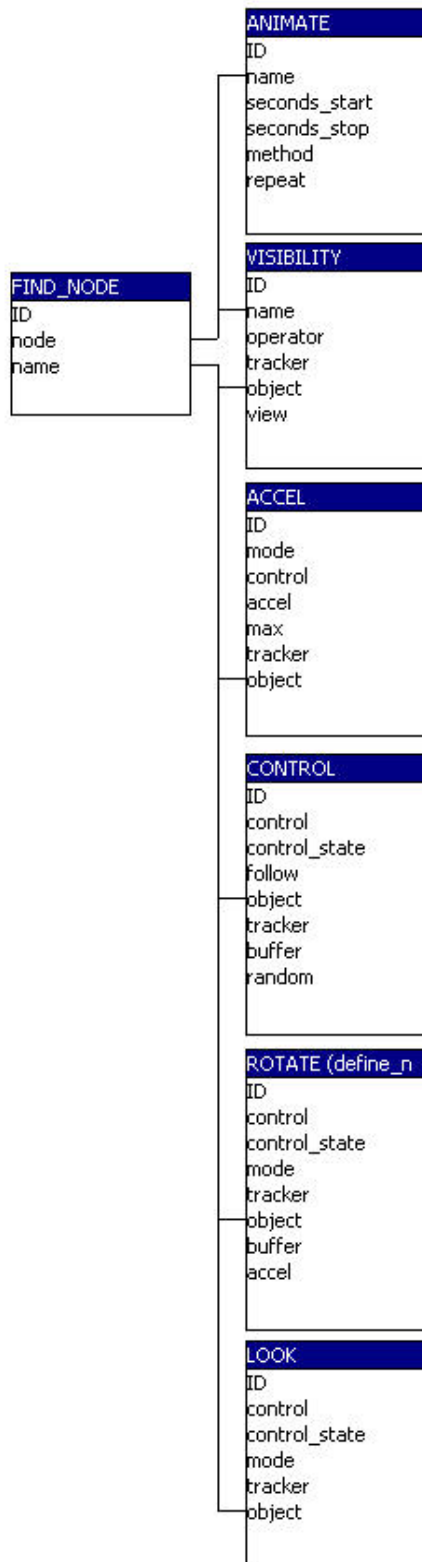 FIND_NODE
ID
node
name
ANIMATE
ID
name
seconds_start
seconds_stop
method
repeat
VISIBILITY
ID
name
operator
tracker
object
view
ACCEL
ID
mode
control
accel
max
tracker
object
CONTROL
ID
control
control_state
follow
object
tracker
buffer
random
ROTATE (define_n
ID
control
control_state
mode
tracker
object
buffer
accel
LOOK
ID
control
control_state
mode
tracker
object